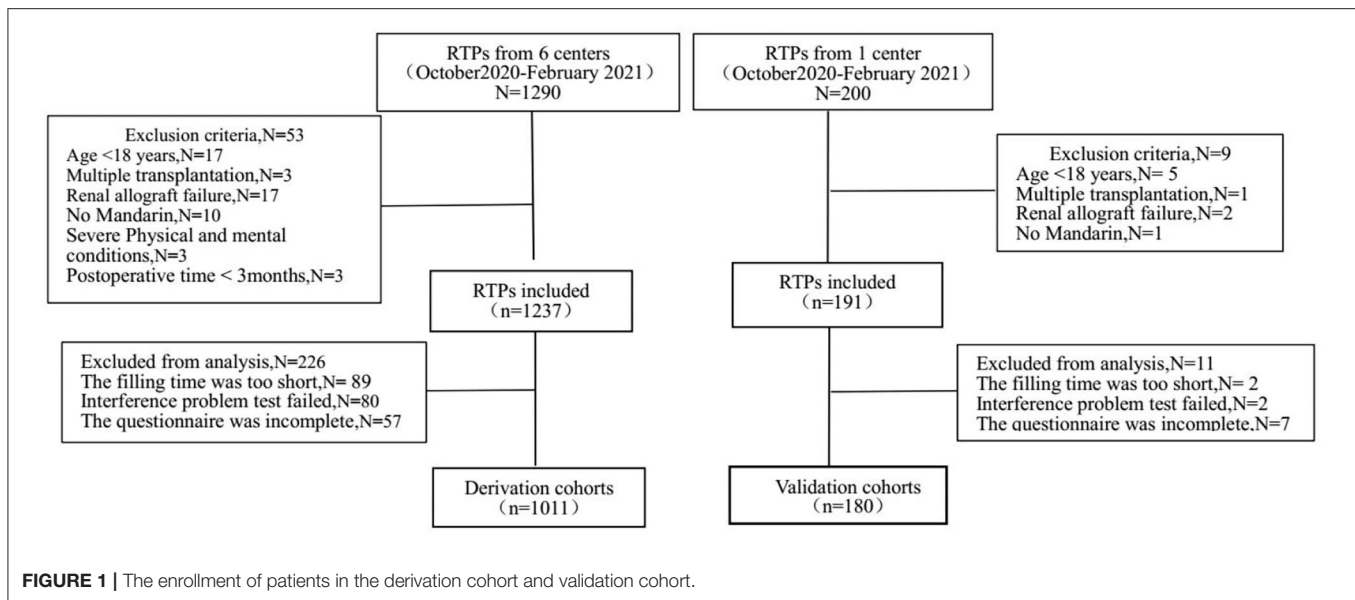 RTPs from 6 centers
（October2020-February 2021）
N=1290
Exclusion criteria,N=53
Age <18 years,N=17
Multiple transplantation,N=3
Renal allograft failure,N=17
No Mandarin,N=10
Severe Physical and mental
conditions,N=3
Postoperative time < 3months,N=3
RTPs included
（n=1237）
Excluded from analysis,N=226
The filling time was too short,N= 89
Interference problem test failed,N=80
The questionnaire was incomplete,N=57
Derivation cohorts
（n=1011）
RTPs from 1 center
（October2020-February 2021）
N=200
Exclusion criteria,N=9
Age <18 years,N= 5
Multiple transplantation,N=1
Renal allograft failure,N=2
No Mandarin,N=1
RTPs included
（n=191）
Excluded from analysis,N=11
The filling time was too short,N= 2
Interference problem test failed,N=2
The questionnaire was incomplete,N=7
Validation cohorts
（n=180）
FIGURE 1 | The enrollment of patients in the derivation cohort and validation cohort.